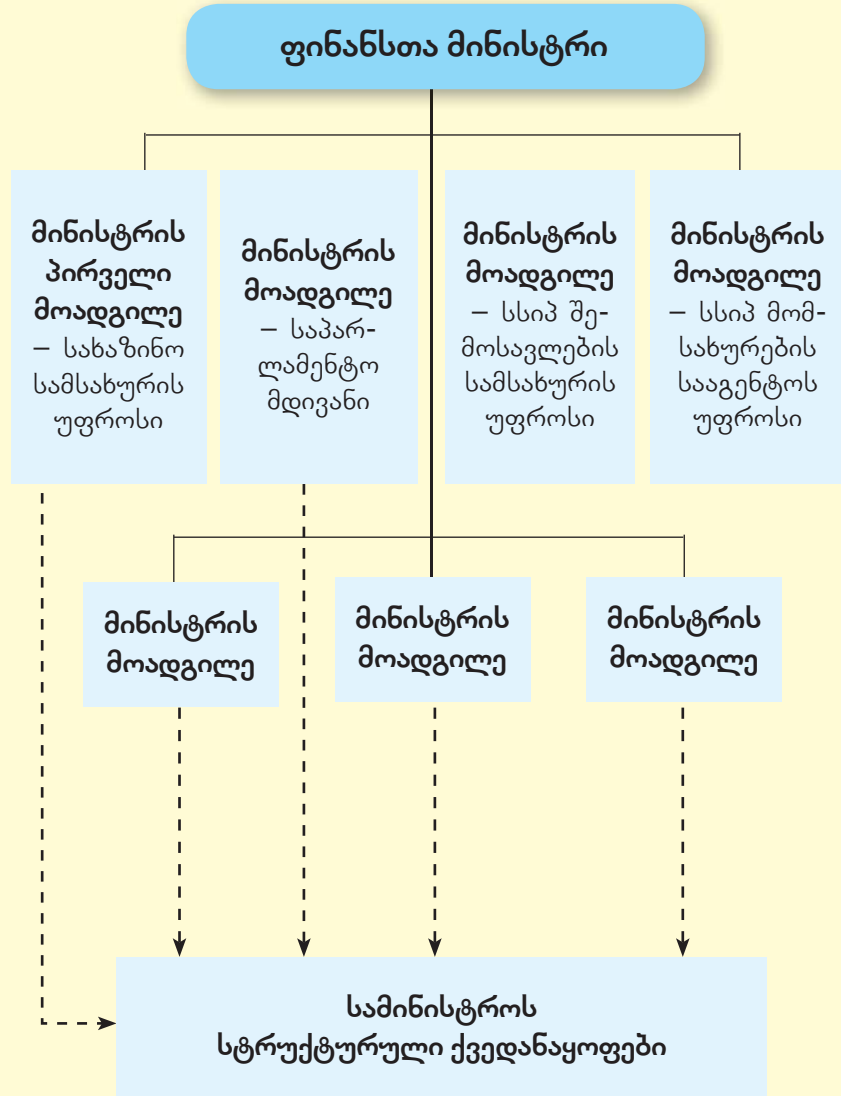 ფინანსთა მინისტრი
მინისტრის
პირველი
მოადგილე
– სახაზინო
სამსახურის
უფროსი
მინისტრის
მოადგილე
– საპარ-
ლამენტო
მდივანი
მინისტრის
მოადგილე
– სსიპ შე-
მოსავლების
სამსახურის
უფროსი
მინისტრის
მოადგილე
– სსიპ მომ-
სახურების
სააგენტოს
უფროსი
მინისტრის
მოადგილე
მინისტრის
მოადგილე
მინისტრის
მოადგილე
სამინისტროს
სტრუქტურული ქვედანაყოფები